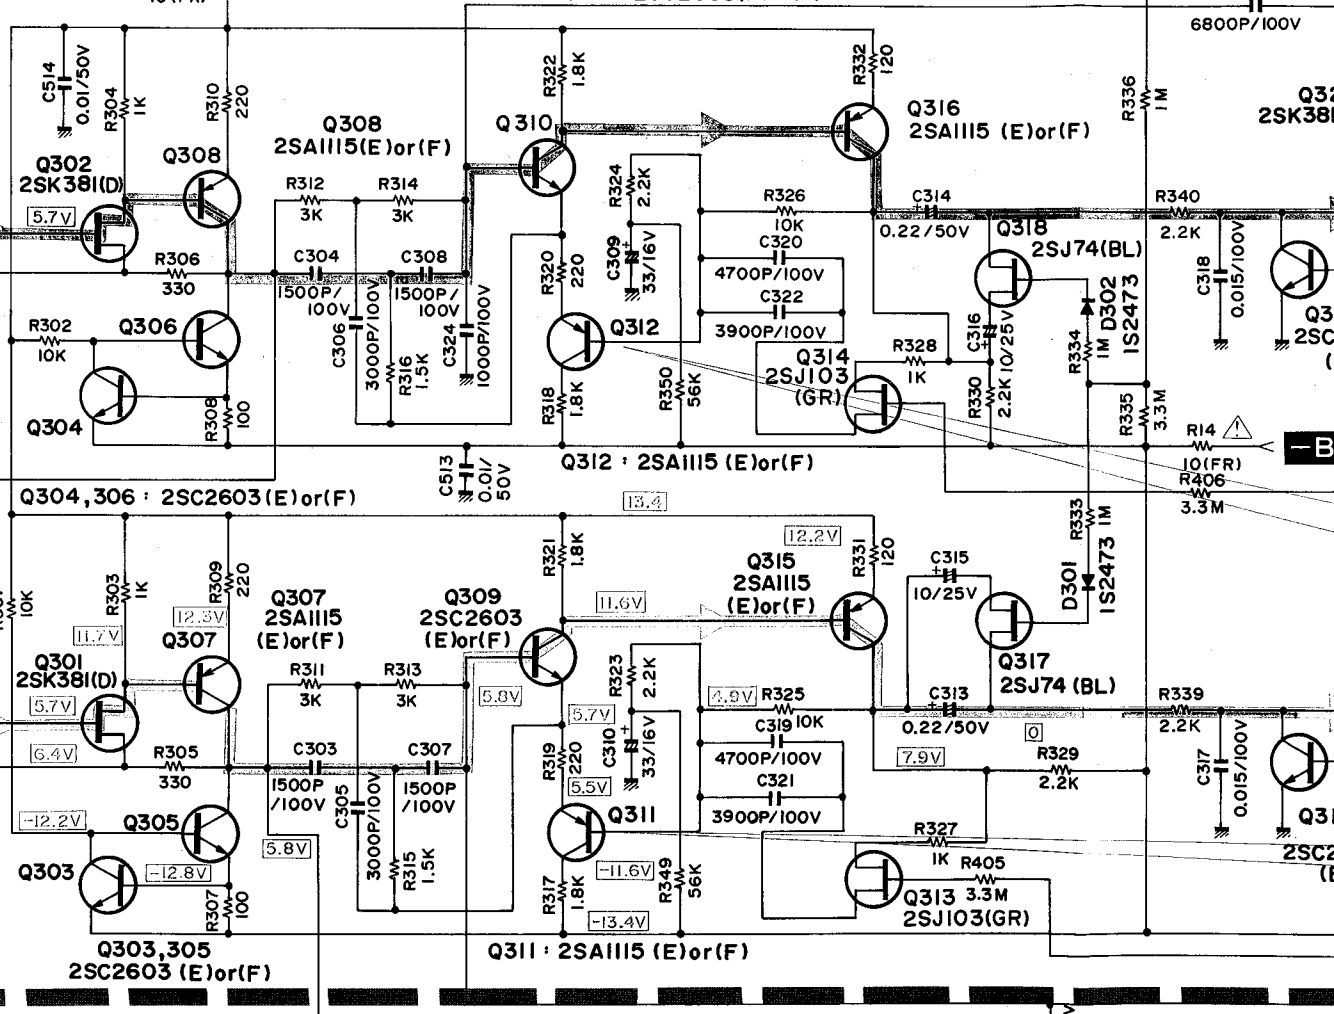 6800P/100V
C514
0.01/50V
R304
1K
R310
220
Q308
2SA1115(E)or(F)
Q310
R322
1.8K
R332
120
Q316
2SA1115 (E)or(F)
R336
1M
2SK381
Q302
2SK381(D)
5.7V
Q308
R312
3K
R314
3K
R324
2.2K
R326
10K
C314
0.22/50V
Q318
2SJ74(BL)
R340
2.2K
R306
330
C304
1500P/
100V
C308
1500P/
100V
R320
220
C309
33/16V
C320
4700P/100V
C322
3900P/100V
C318
0.015/100V
R302
10K
Q306
C306
3000P/100V
R316
1.5K
C324
1000P/100V
Q312
Q314
2SJ103
(GR)
R328
1K
C316
10/25V
R334
1M
D302
1S2473
Q304
R308
100
R318
1.8K
R350
56K
R330
2.2K
R335
3.3M
R14
10(FR)
-B
Q304,306 : 2SC2603(E)or(F)
C513
0.01/
50V
Q312 : 2SA1115 (E)or(F)
R406
3.3M
13.4
12.2V
R303
1K
R309
220
Q307
2SA1115
(E)or(F)
Q309
2SC2603
(E)or(F)
R321
1.8K
11.6V
Q315
2SA1115
(E)or(F)
R331
120
C315
10/25V
R333
1M
D301
1S2473
10K
11.7V
12.3V
Q307
Q301
2SK381(D)
5.7V
6.4V
R311
3K
R313
3K
5.8V
5.7V
R323
2.2K
4.9V
R325
10K
C313
0.22/50V
Q317
2SJ74 (BL)
0
R339
2.2K
R305
330
C303
1500P
/100V
C307
1500P
/100V
R319
220
5.5V
C310
33/16V
C319
4700P/100V
C321
3900P/100V
7.9V
R329
2.2K
C317
0.015/100V
-12.2V
Q305
5.8V
C305
3000P/100V
R315
1.5K
Q311
-11.6V
R349
56K
R327
1K
R405
3.3M
Q303
-12.8V
R307
100
R317
1.8K
-13.4V
Q313
2SJ103(GR)
Q303,305
2SC2603 (E)or(F)
Q311 : 2SA1115 (E)or(F)